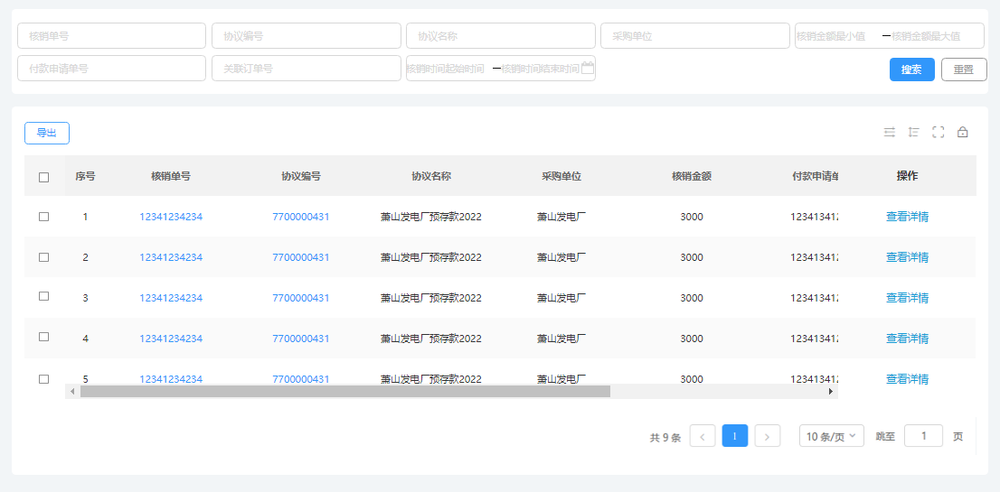 核销单号 协议编号 协议名称 采购单位 核销金额最小值 —核销金额最大值
付款申请单号 关联订单号 核销时间起始时间 —核销时间结束时间 搜索 重置
导出
序号 核销单号 协议编号 协议名称 采购单位 核销金额 付款申请单 操作
1 12341234234 7700000431 萧山发电厂预存款2022 萧山发电厂 3000 123413412 查看详情
2 12341234234 7700000431 萧山发电厂预存款2022 萧山发电厂 3000 123413412 查看详情
3 12341234234 7700000431 萧山发电厂预存款2022 萧山发电厂 3000 123413412 查看详情
4 12341234234 7700000431 萧山发电厂预存款2022 萧山发电厂 3000 123413412 查看详情
5 12341234234 7700000431 萧山发电厂预存款2022 萧山发电厂 3000 123413412 查看详情
共 9 条 1 10 条/页 跳至 1 页